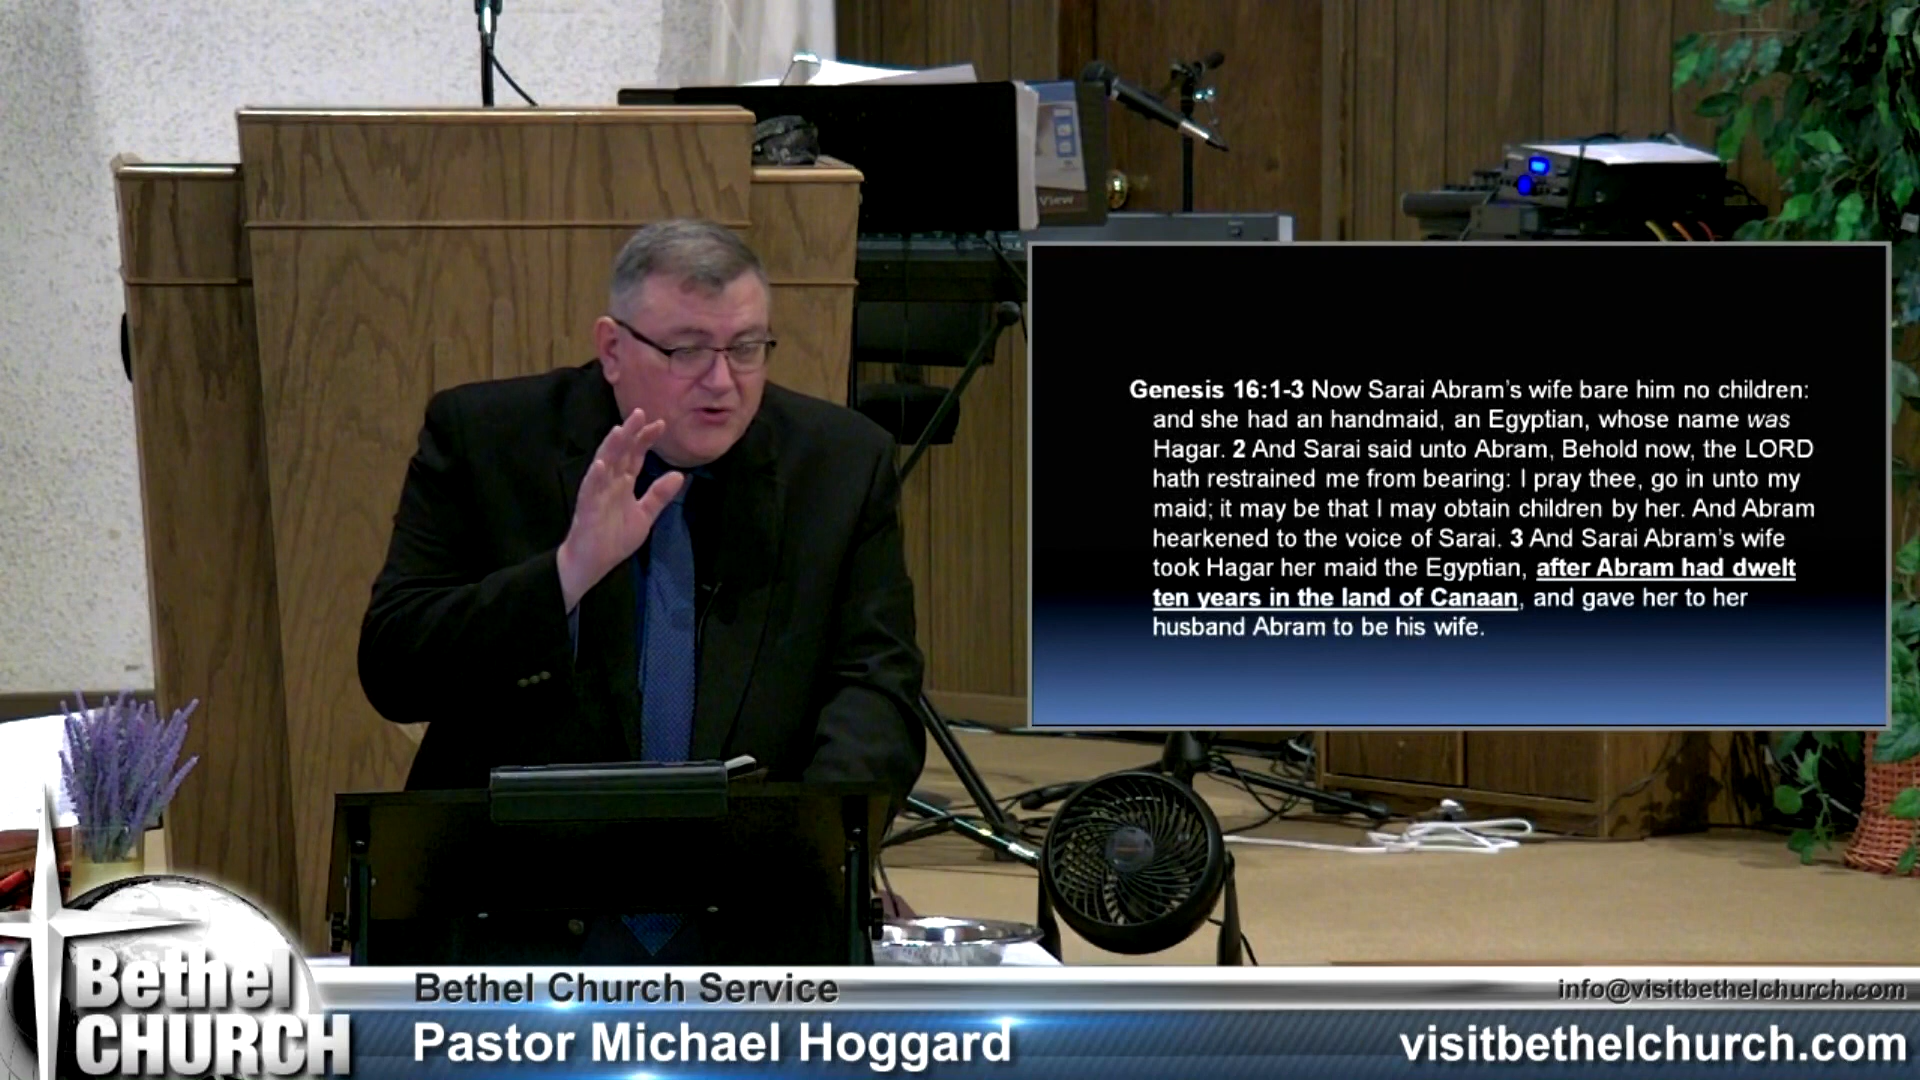 View
Genesis 16:1-3 Now Sarai Abram's wife bare him no children:
and she had an handmaid, an Egyptian, whose name was
Hagar. 2 And Sarai said unto Abram, Behold now, the LORD
hath restrained me from bearing: I pray thee, go in unto my
maid; it may be that I may obtain children by her. And Abram
hearkened to the voice of Sarai. 3 And Sarai Abram's wife
took Hagar her maid the Egyptian, after Abram had dwelt
ten years in the land of Canaan, and gave her to her
husband Abram to be his wife.
Bethel
CHURCH
Bethel Church Service
Pastor Michael Hoggard
info@visitbethelchurch.com
visitbethelchurch.com